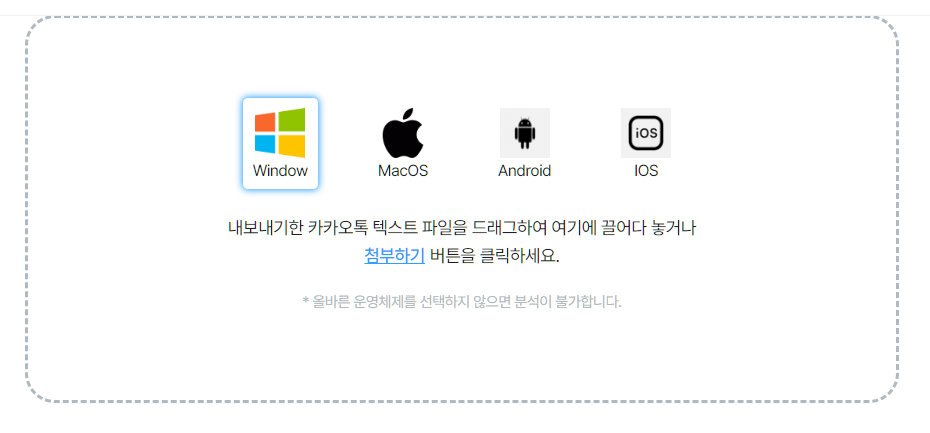 iOS
Window MacOS Android IOS
내보내기한 카카오톡 텍스트 파일을 드래그하여 여기에 끌어다 놓거나
첨부하기 버튼을 클릭하세요.
* 올바른 운영체제를 선택하지 않으면 분석이 불가합니다.